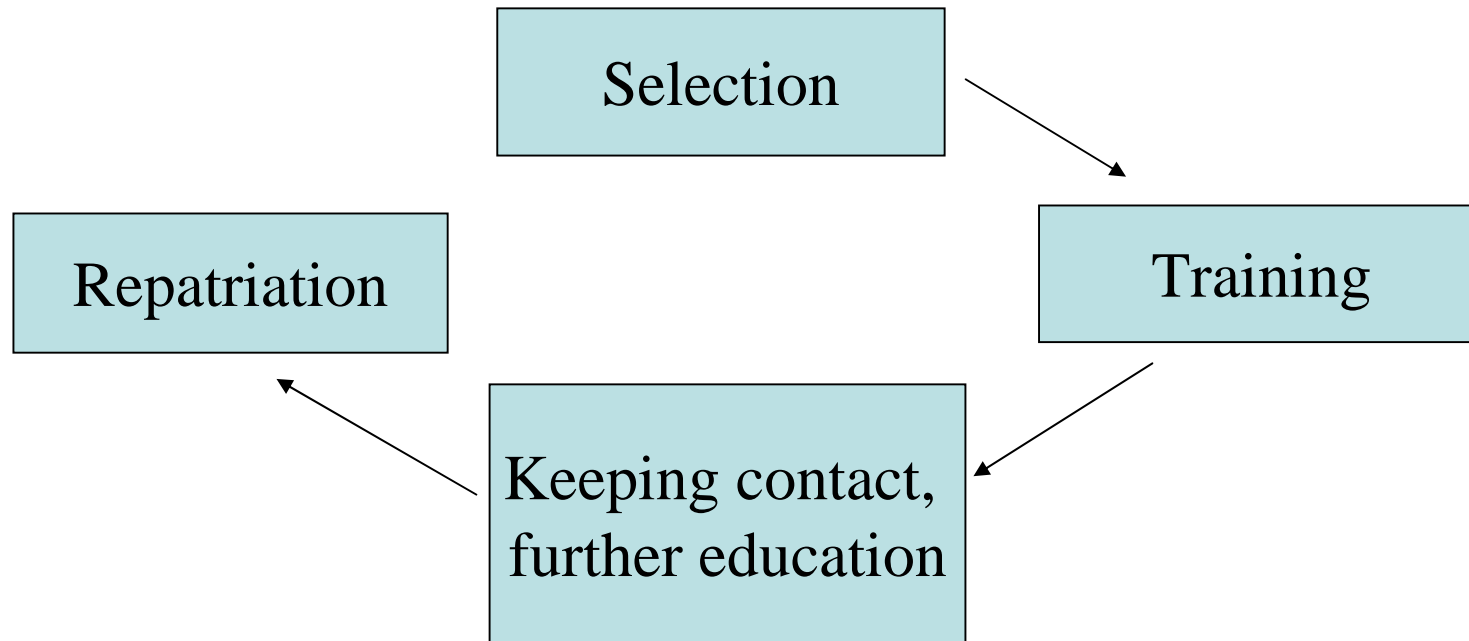 Selection
Training
Repatriation
Keeping contact,
further education